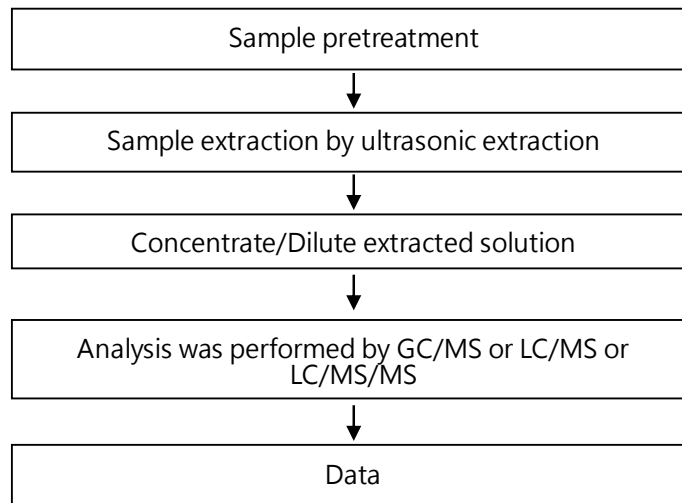 Sample pretreatment
Sample extraction by ultrasonic extraction
Concentrate/Dilute extracted solution
Analysis was performed by GC/MS or LC/MS or
LC/MS/MS
Data